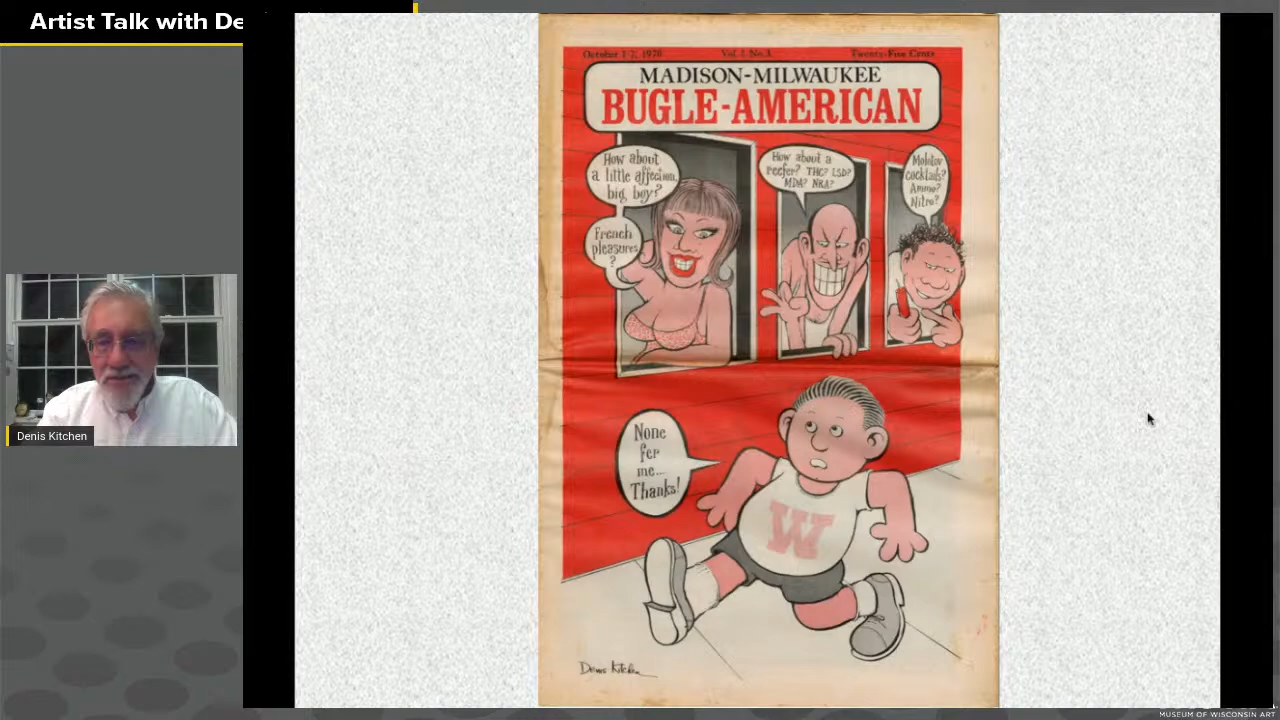 Artist Talk with De
October 1-7, 1970 Vol. 1 No. 3 Twenty-Five Cents
MADISON-MILWAUKEE
BUGLE-AMERICAN
How about
a little affection,
big boy?
French
pleasures
?
How about a
reefer? THC? LSD?
MDA? NRA?
Molotov
cocktails?
Ammo?
Nitro?
None
fer
me...
Thanks!
W
Denis Kitchen
Denis Kitchen
MUSEUM OF WISCONSIN ART